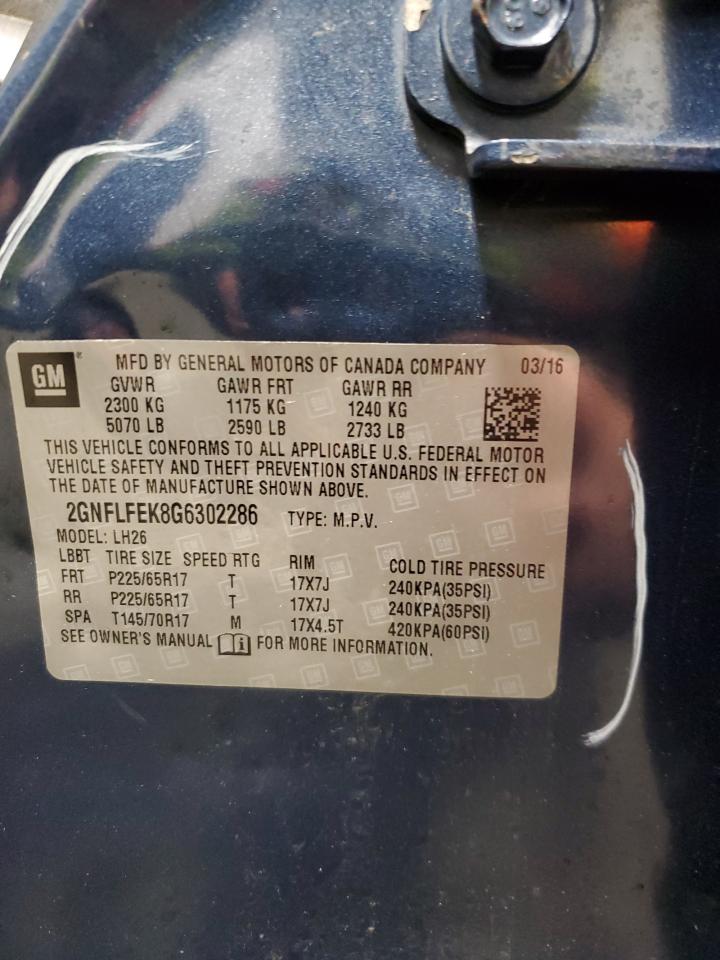 GM® MFD BY GENERAL MOTORS OF CANADA COMPANY 03/16
GVWR GAWR FRT GAWR RR
2300 KG 1175 KG 1240 KG
5070 LB 2590 LB 2733 LB
THIS VEHICLE CONFORMS TO ALL APPLICABLE U.S. FEDERAL MOTOR
VEHICLE SAFETY AND THEFT PREVENTION STANDARDS IN EFFECT ON
THE DATE OF MANUFACTURE SHOWN ABOVE.
2GNFLFEK8G6302286 TYPE: M.P.V.
MODEL: LH26
LBBT TIRE SIZE SPEED RTG RIM COLD TIRE PRESSURE
FRT P225/65R17 T 17X7J 240KPA(35PSI)
RR P225/65R17 T 17X7J 240KPA(35PSI)
SPA T145/70R17 M 17X4.5T 420KPA(60PSI)
SEE OWNER'S MANUAL FOR MORE INFORMATION.